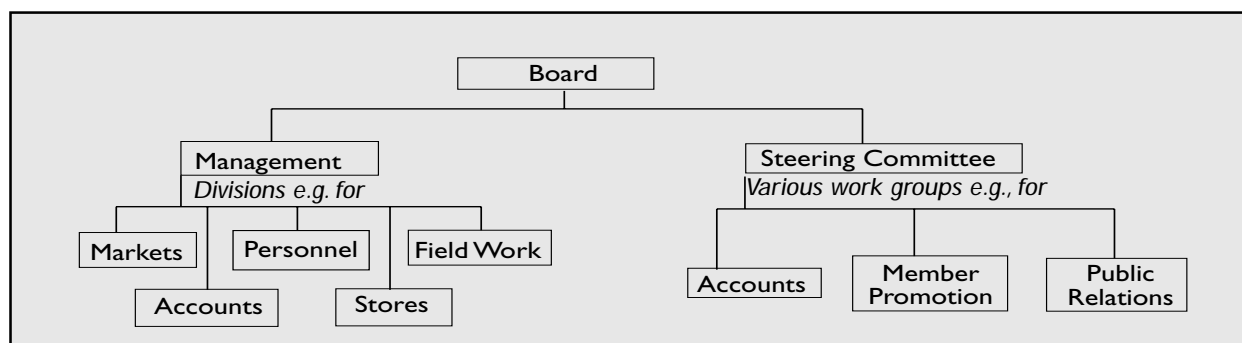 Board
Management
Steering Committee
Divisions e.g. for
Various work groups e.g., for
Markets
Personnel
Field Work
Accounts
Stores
Accounts
Member
Promotion
Public
Relations